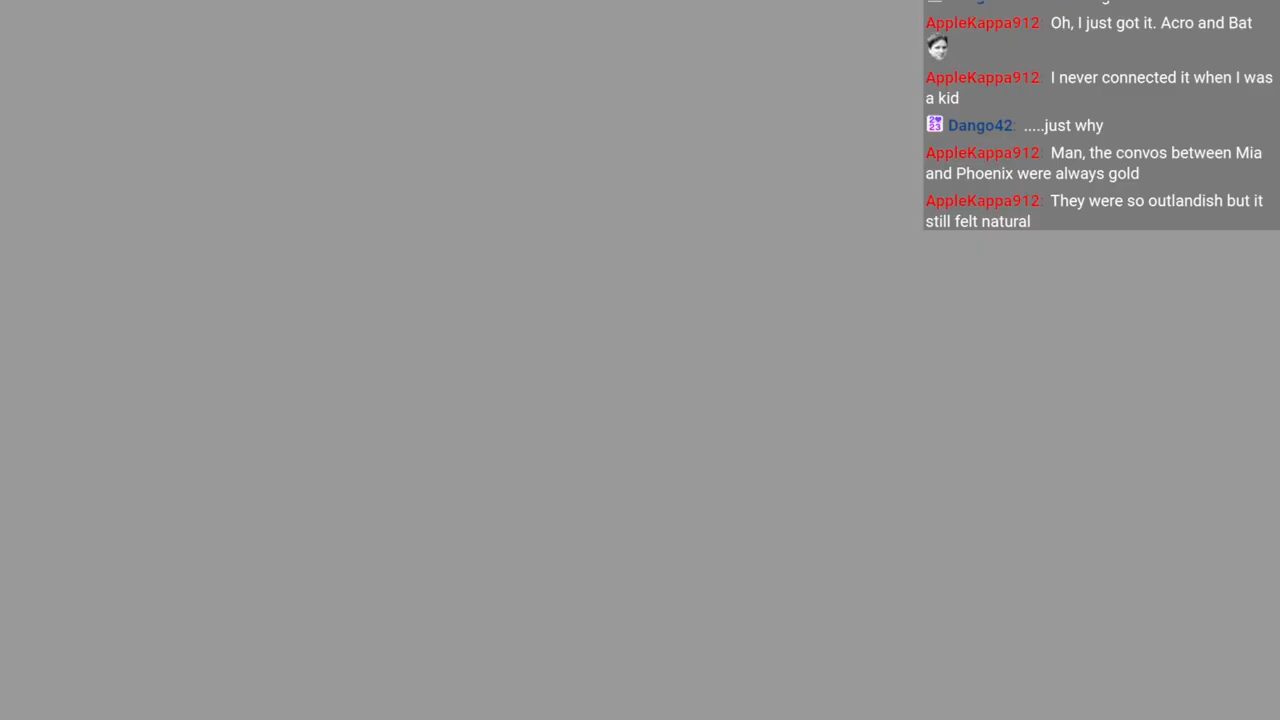 AppleKappa912: Oh, I just got it. Acro and Bat
AppleKappa912: I never connected it when I was
a kid
Dango42: .....just why
AppleKappa912: Man, the convos between Mia
and Phoenix were always gold
AppleKappa912: They were so outlandish but it
still felt natural